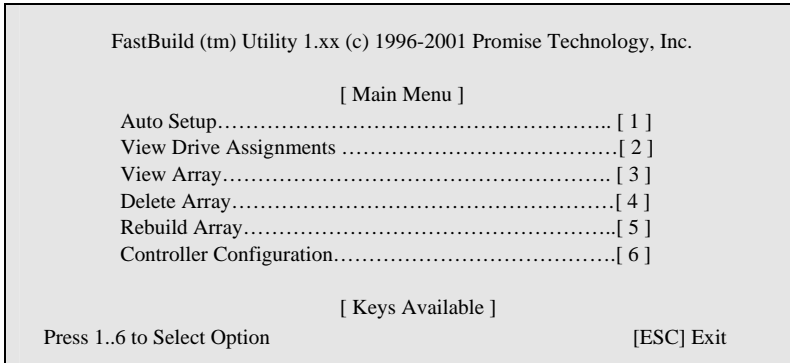 FastBuild (tm) Utility 1.xx (c) 1996-2001 Promise Technology, Inc.
[ Main Menu ]
Auto Setup……………………………………………….. [ 1 ]
View Drive Assignments …………………………………[ 2 ]
View Array………………………………………………. [ 3 ]
Delete Array………………………………………………[ 4 ]
Rebuild Array……………………………………………..[ 5 ]
Controller Configuration………………………………….[ 6 ]
[ Keys Available ]
Press 1..6 to Select Option [ESC] Exit